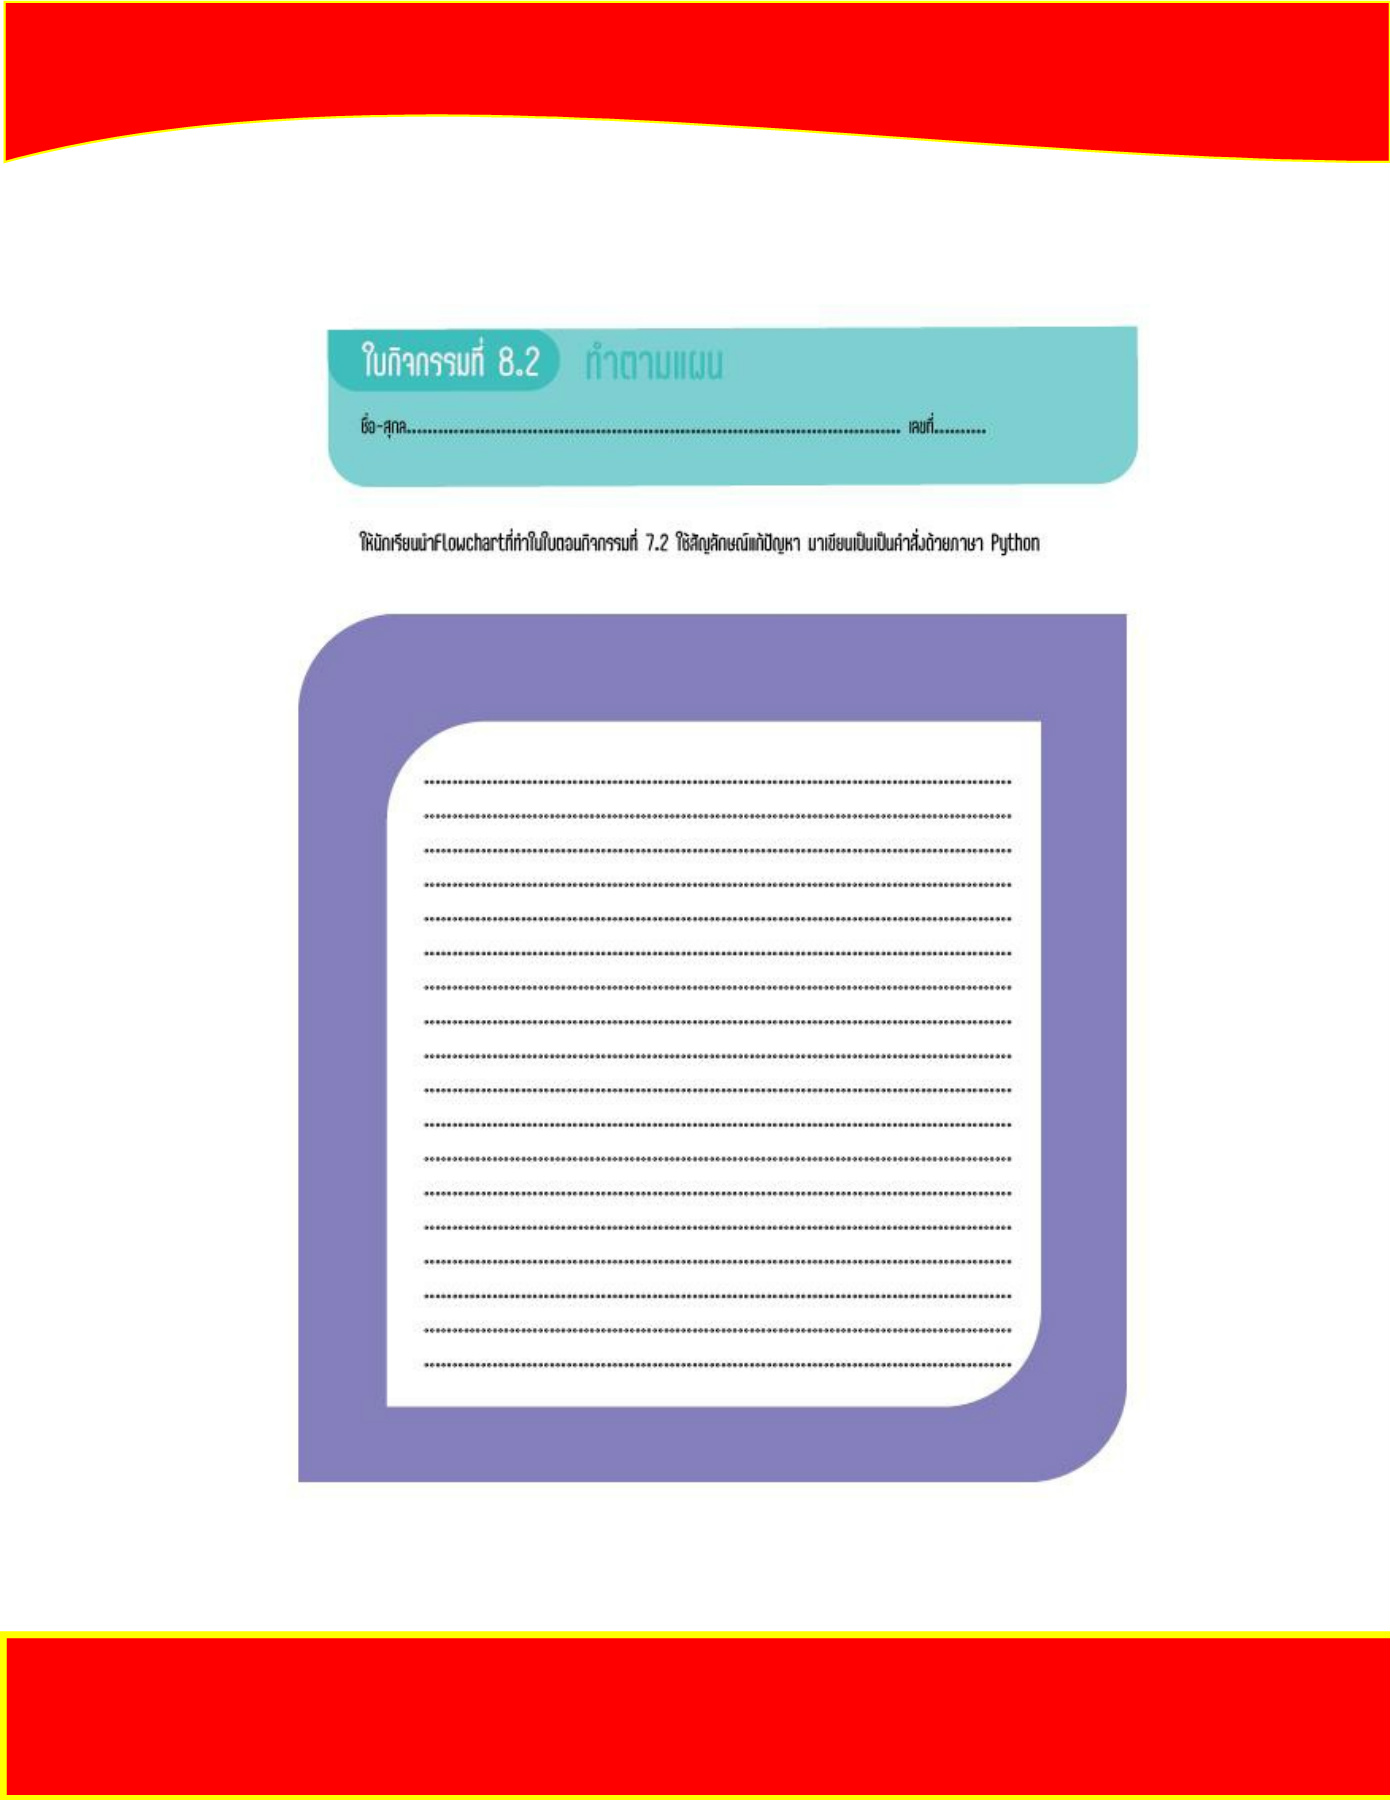 ใบกิจกรรมที่ 8.2 ทำตามแผน
ชื่อ-สกุล............................................................................................... เลขที่..........
ให้นักเรียนนำFlowchartที่ทำในใบตอนกิจกรรมที่ 7.2 ใช้สัญลักษณ์แก้ปัญหา มาเขียนเป็นเป็นคำสั่งด้วยภาษา Python